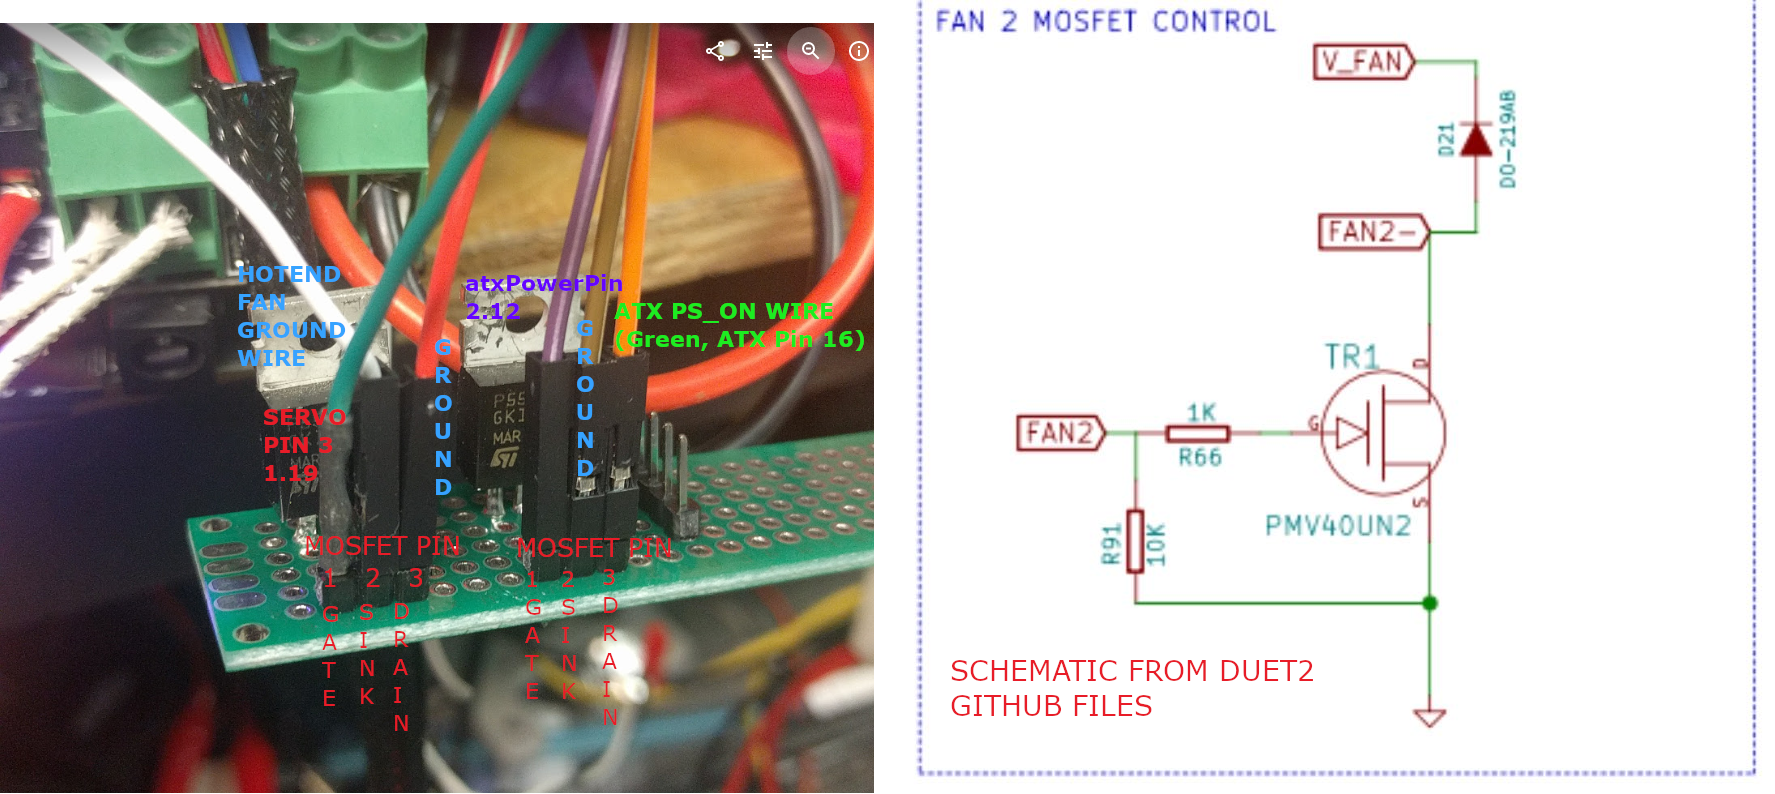 HOTEND
FAN
GROUND
WIRE
SERVO
PIN 3
1.19
GROUND
atxPowerPin
2.12
GROUND
ATX PS_ON WIRE
(Green, ATX Pin 16)
P55
GK1
MAR
ST
MAR
MOSFET PIN
1 2 3
GATE
SINK
DRAIN
MOSFET PIN
1 2 3
GATE
SINK
DRAIN
FAN 2 MOSFET CONTROL
V_FAN
D21
DO-219AB
FAN2-
TR1
D
FAN2
1K
R66
G
S
PMV40UN2
R91
10K
SCHEMATIC FROM DUET2
GITHUB FILES